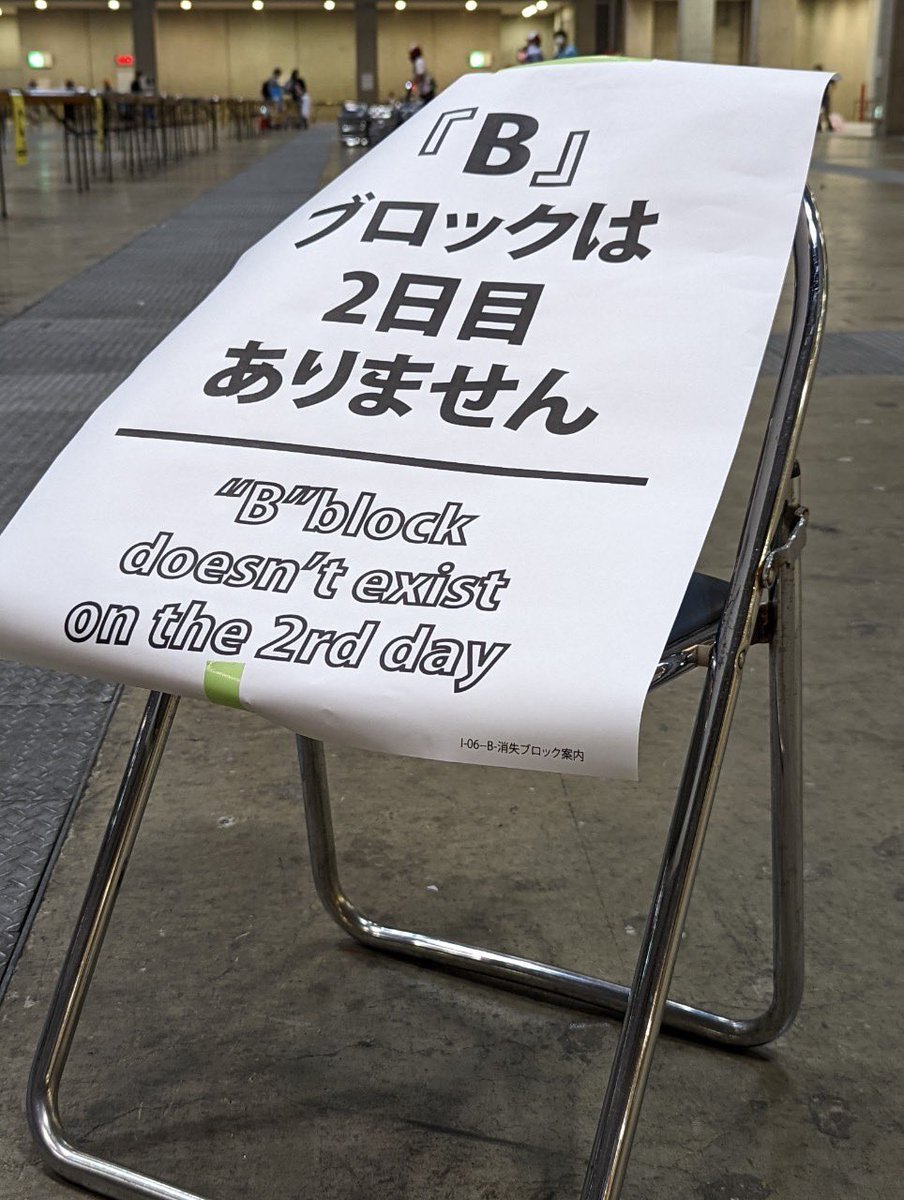 『B』
ブロックは
2日目
ありません
“B”block
doesn’t exist
on the 2rd day
I-06--B-消失ブロック案内